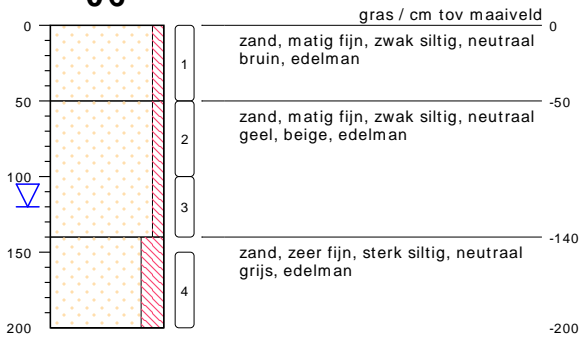 gras / cm tov maaiveld
0
0
zand, matig fijn, zwak siltig, neutraal
bruin, edelman
1
50
-50
zand, matig fijn, zwak siltig, neutraal
geel, beige, edelman
2
100
3
-140
150
zand, zeer fijn, sterk siltig, neutraal
grijs, edelman
4
200
-200